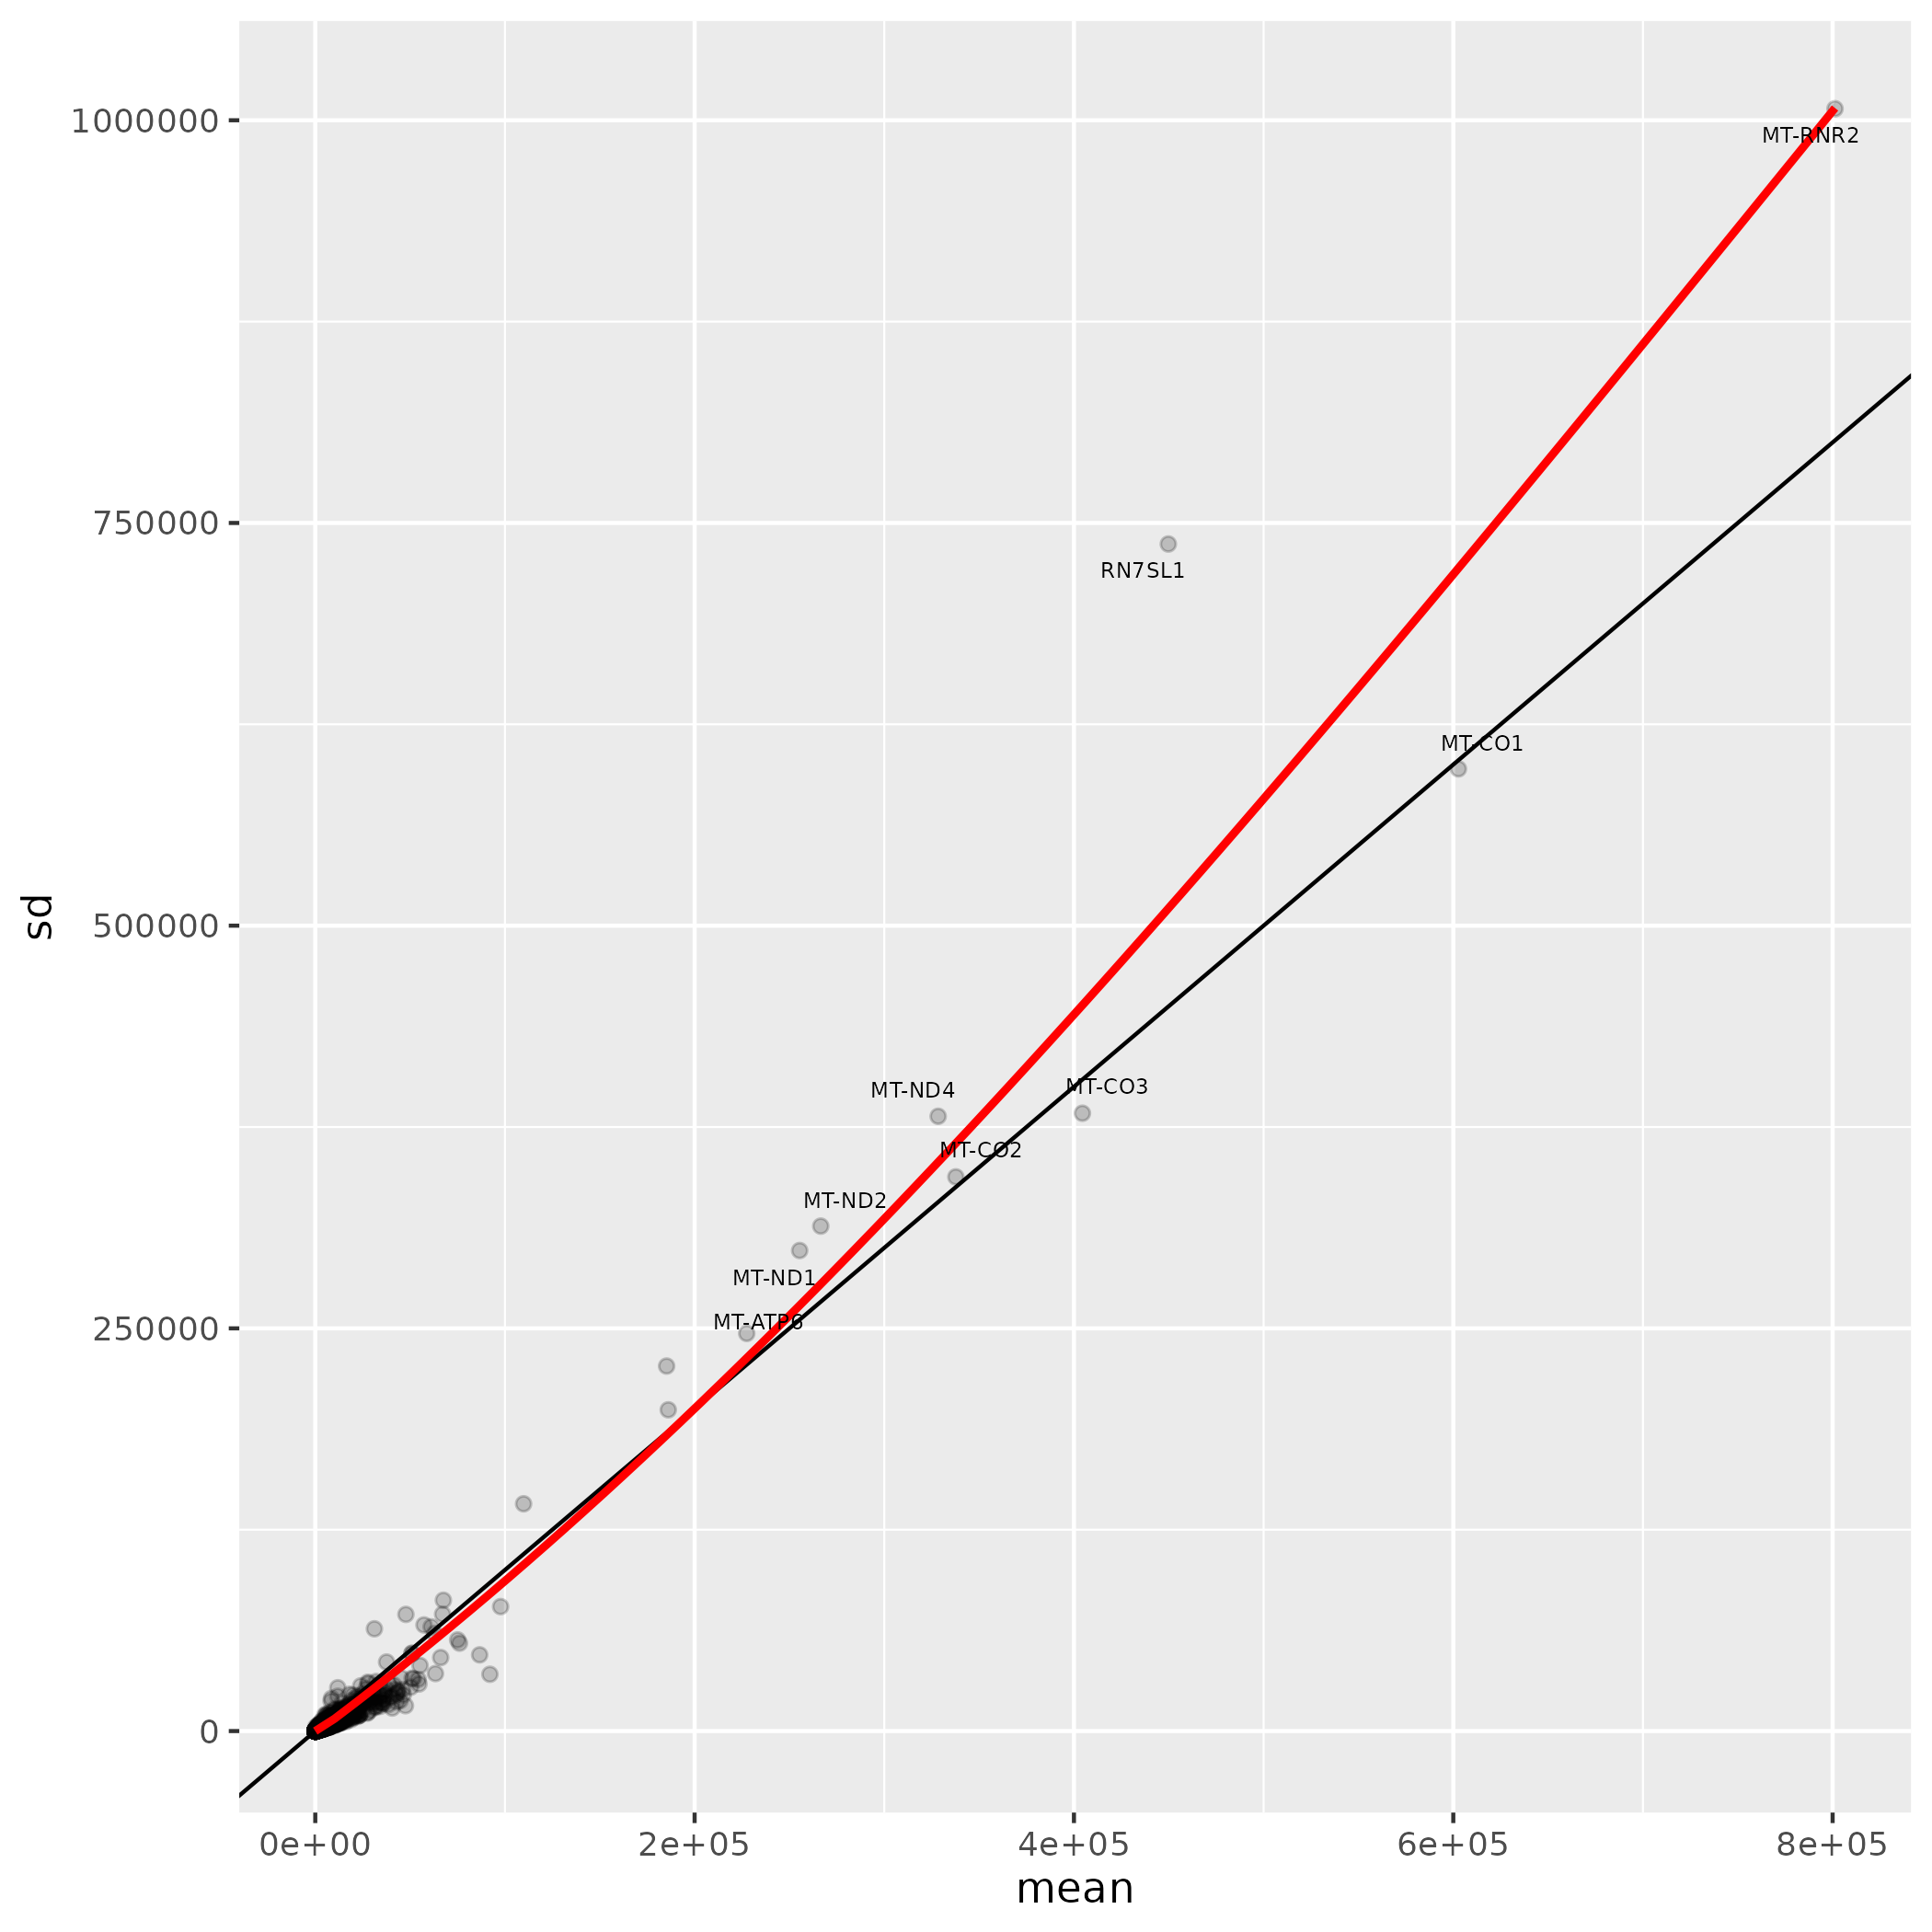 1000000
750000
500000
250000
0
sd
MT-RNR2
RN7SL1
MT-CO1
MT-ND4
MT-CO3
MT-CO2
MT-ND2
MT-ND1
MT-ATP6
0e+00
2e+05
4e+05
6e+05
8e+05
mean